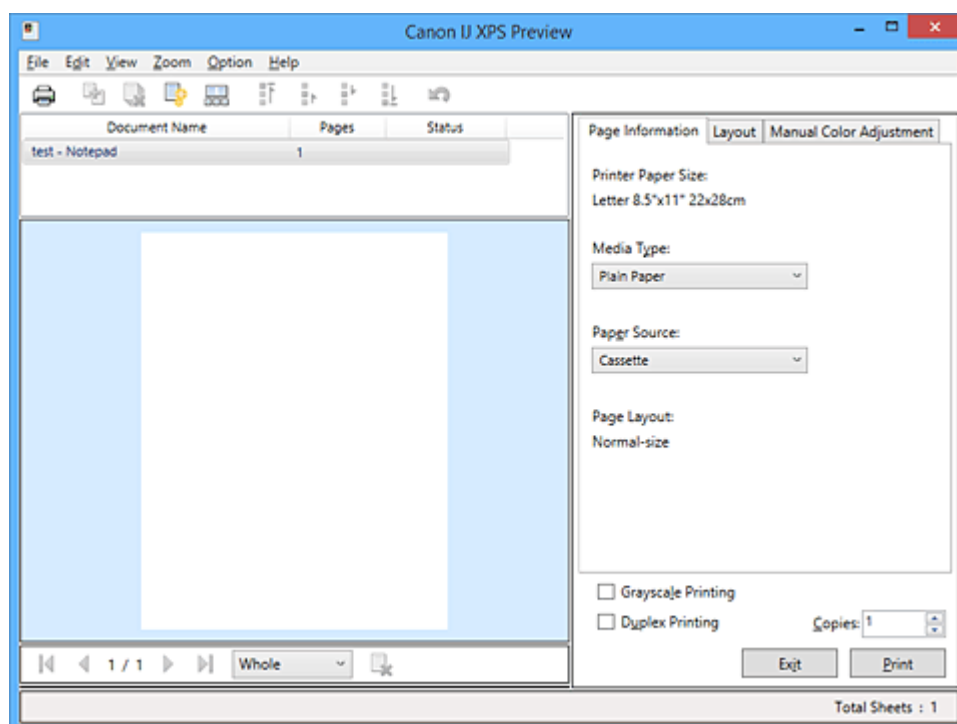 Canon IJ XPS Preview
File Edit View Zoom Option Help
Document Name Pages Status
test - Notepad 1
Page Information Layout Manual Color Adjustment
Printer Paper Size:
Letter 8.5"x11" 22x28cm
Media Type:
Plain Paper
Paper Source:
Cassette
Page Layout:
Normal-size
Grayscale Printing
Duplex Printing Copies: 1
1 / 1 Whole Exit Print
Total Sheets : 1